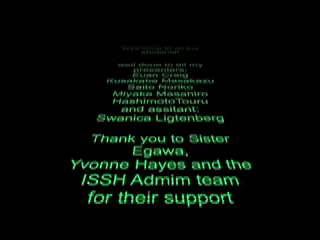 well done to all my
presenters:
Euan Craig
Kusakabe Masakazu
Saito Noriko
Miyake Masahiro
HashimotoTouru
and assitant:
Swanica Ligtenberg
Thank you to Sister
Egawa,
Yvonne Hayes and the
ISSH Admim team
for their support